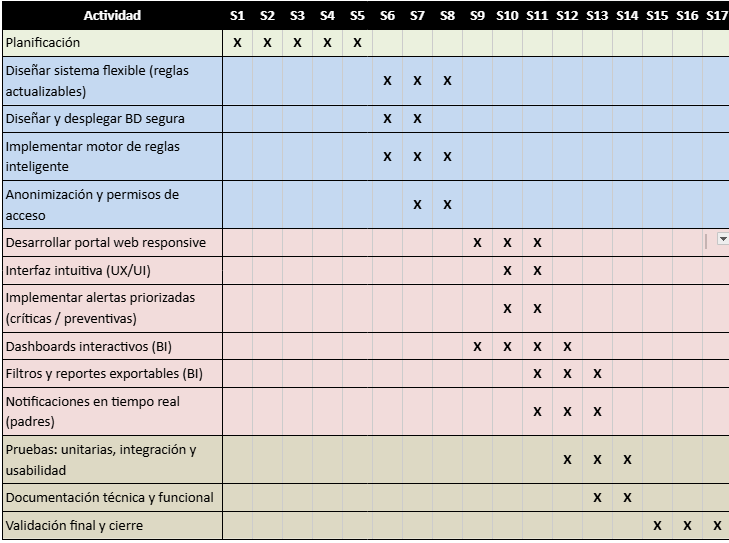 Actividad S1 S2 S3 S4 S5 S6 S7 S8 S9 S10 S11 S12 S13 S14 S15 S16 S17
Planificación X X X X X
Diseñar sistema flexible (reglas
actualizables) X X X
Diseñar y desplegar BD segura X X
Implementar motor de reglas
inteligente X X X
Anonimización y permisos de
acceso X X
Desarrollar portal web responsive X X X
Interfaz intuitiva (UX/UI) X X
Implementar alertas priorizadas
(críticas / preventivas) X X
Dashboards interactivos (BI) X X X X
Filtros y reportes exportables (BI) X X X
Notificaciones en tiempo real
(padres) X X X
Pruebas: unitarias, integración y
usabilidad X X X
Documentación técnica y funcional X X
Validación final y cierre X X X